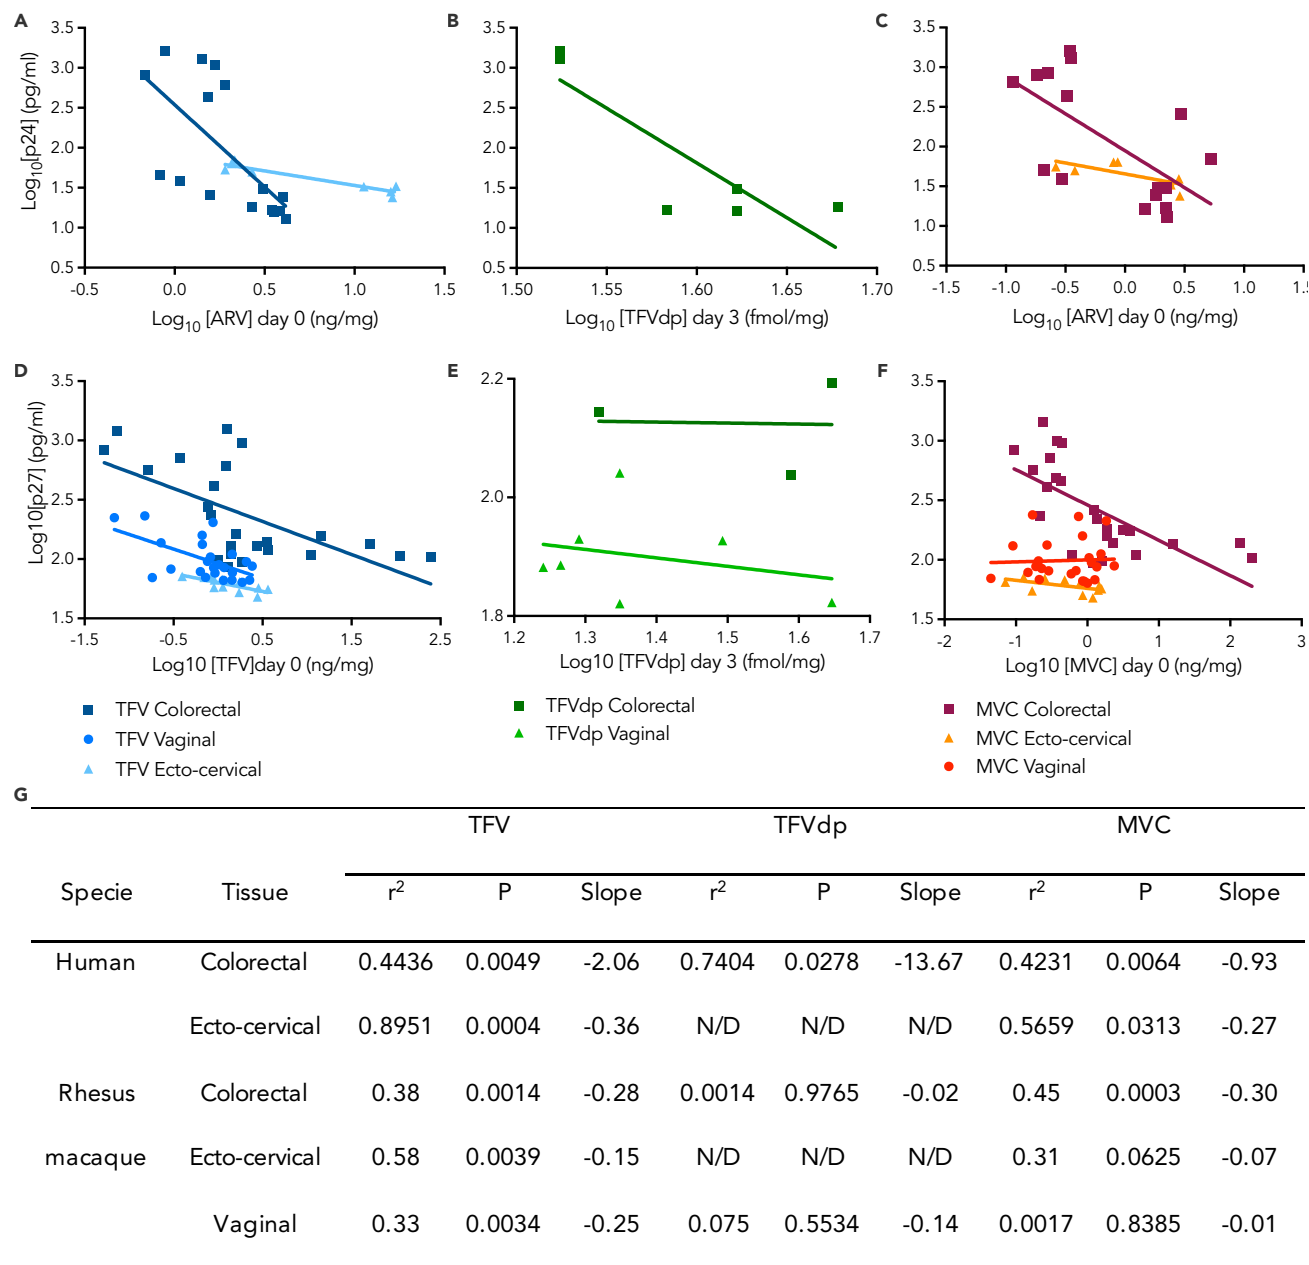 A
3.5
3.0
2.5
2.0
1.5
1.0
0.5
-0.5 0.0 0.5 1.0 1.5
Log10[p24] (pg/ml)
Log10 [ARV] day 0 (ng/mg)
B
3.5
3.0
2.5
2.0
1.5
1.0
0.5
1.50 1.55 1.60 1.65 1.70
Log10 [TFVdp] day 3 (fmol/mg)
C
3.5
3.0
2.5
2.0
1.5
1.0
0.5
-1.5 -1.0 -0.5 0.0 0.5 1.0 1.5
Log10 [ARV] day 0 (ng/mg)
D
3.5
3.0
2.5
2.0
1.5
-1.5 -0.5 0.5 1.5 2.5
Log10[p27] (pg/ml)
Log10 [TFV]day 0 (ng/mg)
TFV Colorectal
TFV Vaginal
TFV Ecto-cervical
E
2.2
2.0
1.8
1.2 1.3 1.4 1.5 1.6 1.7
Log10 [TFVdp] day 3 (fmol/mg)
TFVdp Colorectal
TFVdp Vaginal
F
3.5
3.0
2.5
2.0
1.5
-2 -1 0 1 2 3
Log10 [MVC] day 0 (ng/mg)
MVC Colorectal
MVC Ecto-cervical
MVC Vaginal
G
TFV TFVdp MVC
Specie Tissue r2 P Slope r2 P Slope r2 P Slope
Human Colorectal 0.4436 0.0049 -2.06 0.7404 0.0278 -13.67 0.4231 0.0064 -0.93
Ecto-cervical 0.8951 0.0004 -0.36 N/D N/D N/D 0.5659 0.0313 -0.27
Rhesus Colorectal 0.38 0.0014 -0.28 0.0014 0.9765 -0.02 0.45 0.0003 -0.30
macaque Ecto-cervical 0.58 0.0039 -0.15 N/D N/D N/D 0.31 0.0625 -0.07
Vaginal 0.33 0.0034 -0.25 0.075 0.5534 -0.14 0.0017 0.8385 -0.01